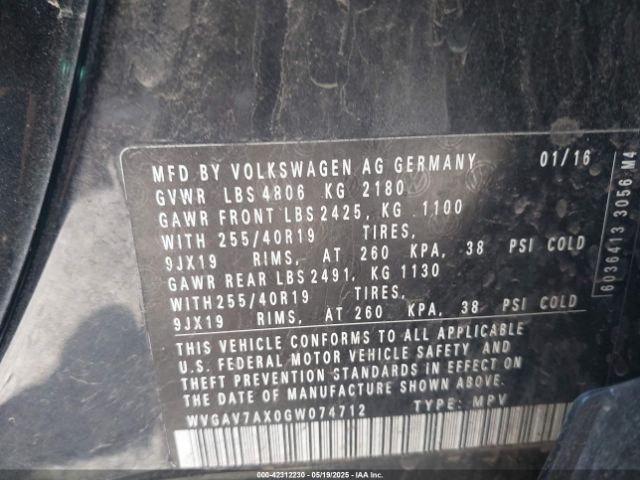 MFD BY VOLKSWAGEN AG GERMANY 01/16
GVWR LBS 4806 KG 2180
GAWR FRONT LBS 2425, KG 1100
WITH 255/40R19 TIRES,
9JX19 RIMS, AT 260 KPA, 38 PSI COLD
GAWR REAR LBS 2491, KG 1130
WITH 255/40R19 TIRES,
9JX19 RIMS, AT 260 KPA, 38 PSI COLD
THIS VEHICLE CONFORMS TO ALL APPLICABLE
U.S. FEDERAL MOTOR VEHICLE SAFETY AND
THEFT PREVENTION STANDARDS IN EFFECT ON
THE DATE OF MANUFACTURE SHOWN ABOVE.
WVGAV7AX0GW074712 TYPE: MPV
6036413 3056 M4
000-42312230 - 05/19/2025 - IAAI.COM